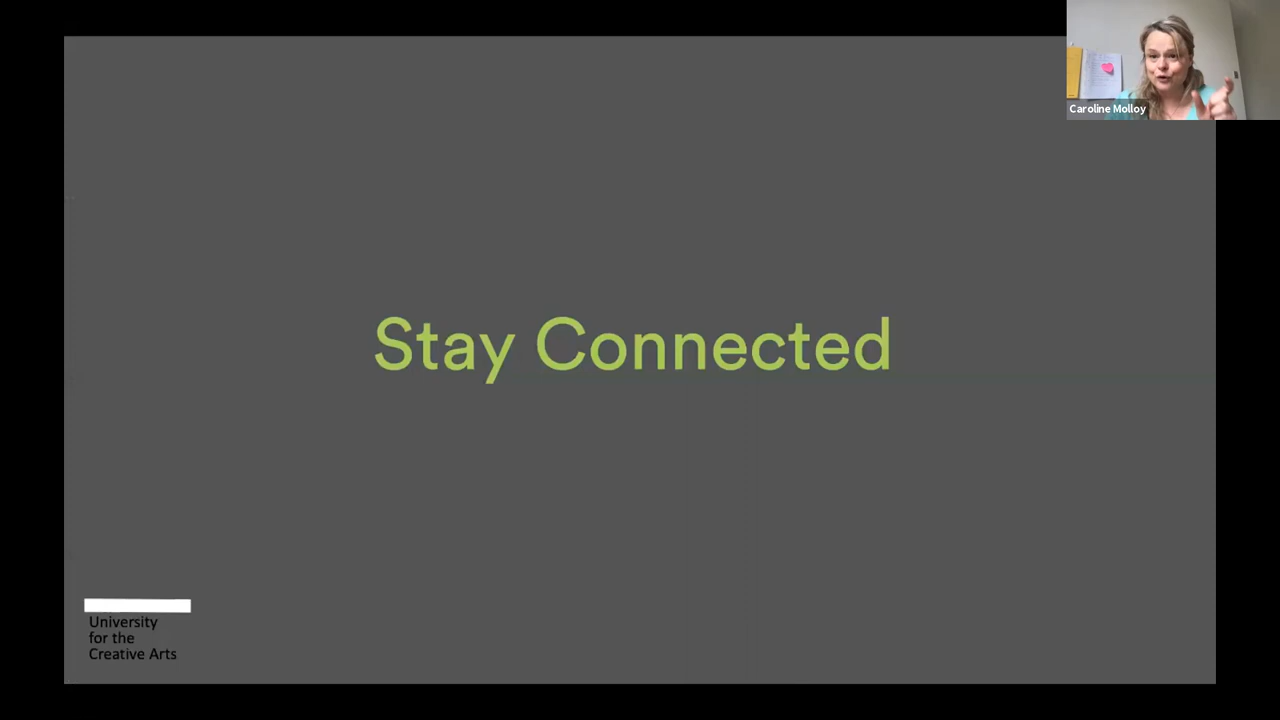 Caroline Molloy
Stay Connected
University
for the
Creative Arts